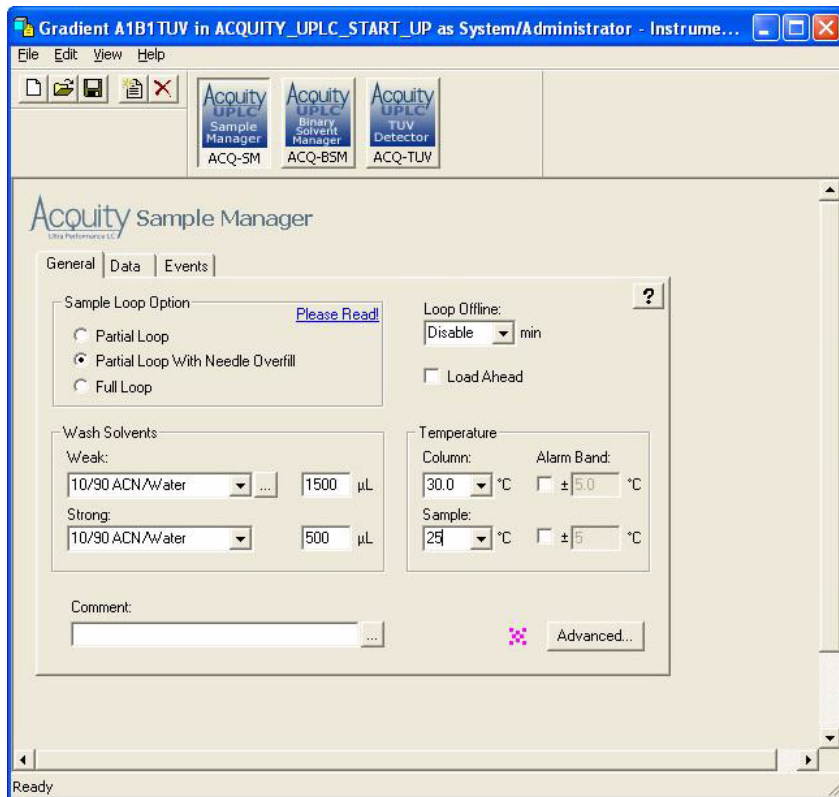 Gradient A1B1TUV in ACQUITY_UPLC_START_UP as System/Administrator - Instrume...
File Edit View Help
Acquity UPLC Sample Manager
ACQ-SM
Acquity UPLC Binary Solvent Manager
ACQ-BSM
Acquity UPLC TUV Detector
ACQ-TUV
Acquity Sample Manager
Ultra Performance LC
General Data Events
?
Sample Loop Option
Please Read!
Partial Loop
Partial Loop With Needle Overfill
Full Loop
Loop Offline:
Disable min
Load Ahead
Wash Solvents
Weak:
10/90 ACN/Water ... 1500 µL
Strong:
10/90 ACN/Water 500 µL
Temperature
Column: Alarm Band:
30.0 °C ± 5.0 °C
Sample:
25 °C ± 5 °C
Comment:
...
Advanced...
Ready